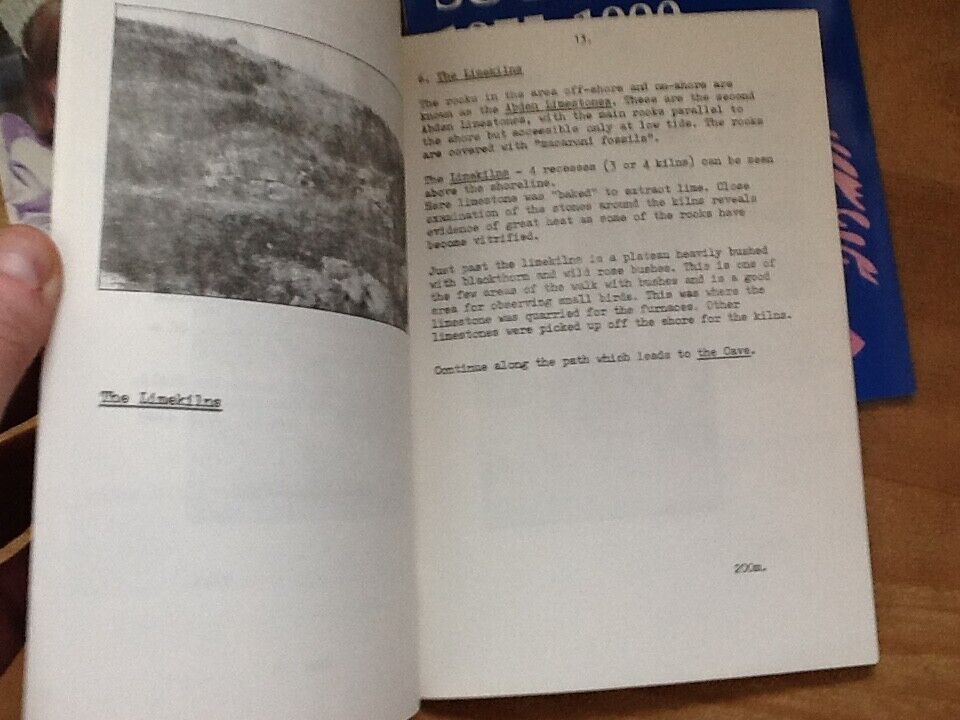 The Limekilns
1977-1990
13.
6. The Limekilns
The rocks in the area off-shore and on-shore are
known as the Abden Limestones. These are the second
Abden limestones, with the main rocks parallel to
the shore but accessible only at low tide. The rocks
are covered with "macaroni fossils".
The Limekilns - 4 recesses (3 or 4 kilns) can be seen
above the shoreline.
Here limestone was "baked" to extract lime. Close
examination of the stones around the kilns reveals
evidence of great heat as some of the rocks have
become vitrified.
Just past the limekilns is a plateau heavily bushed
with blackthorn and wild rose bushes. This is one of
the few areas of the walk with bushes and is a good
area for observing small birds. This was where the
limestone was quarried for the furnaces. Other
limestones were picked up off the shore for the kilns.
Continue along the path which leads to the Cave.
200m.